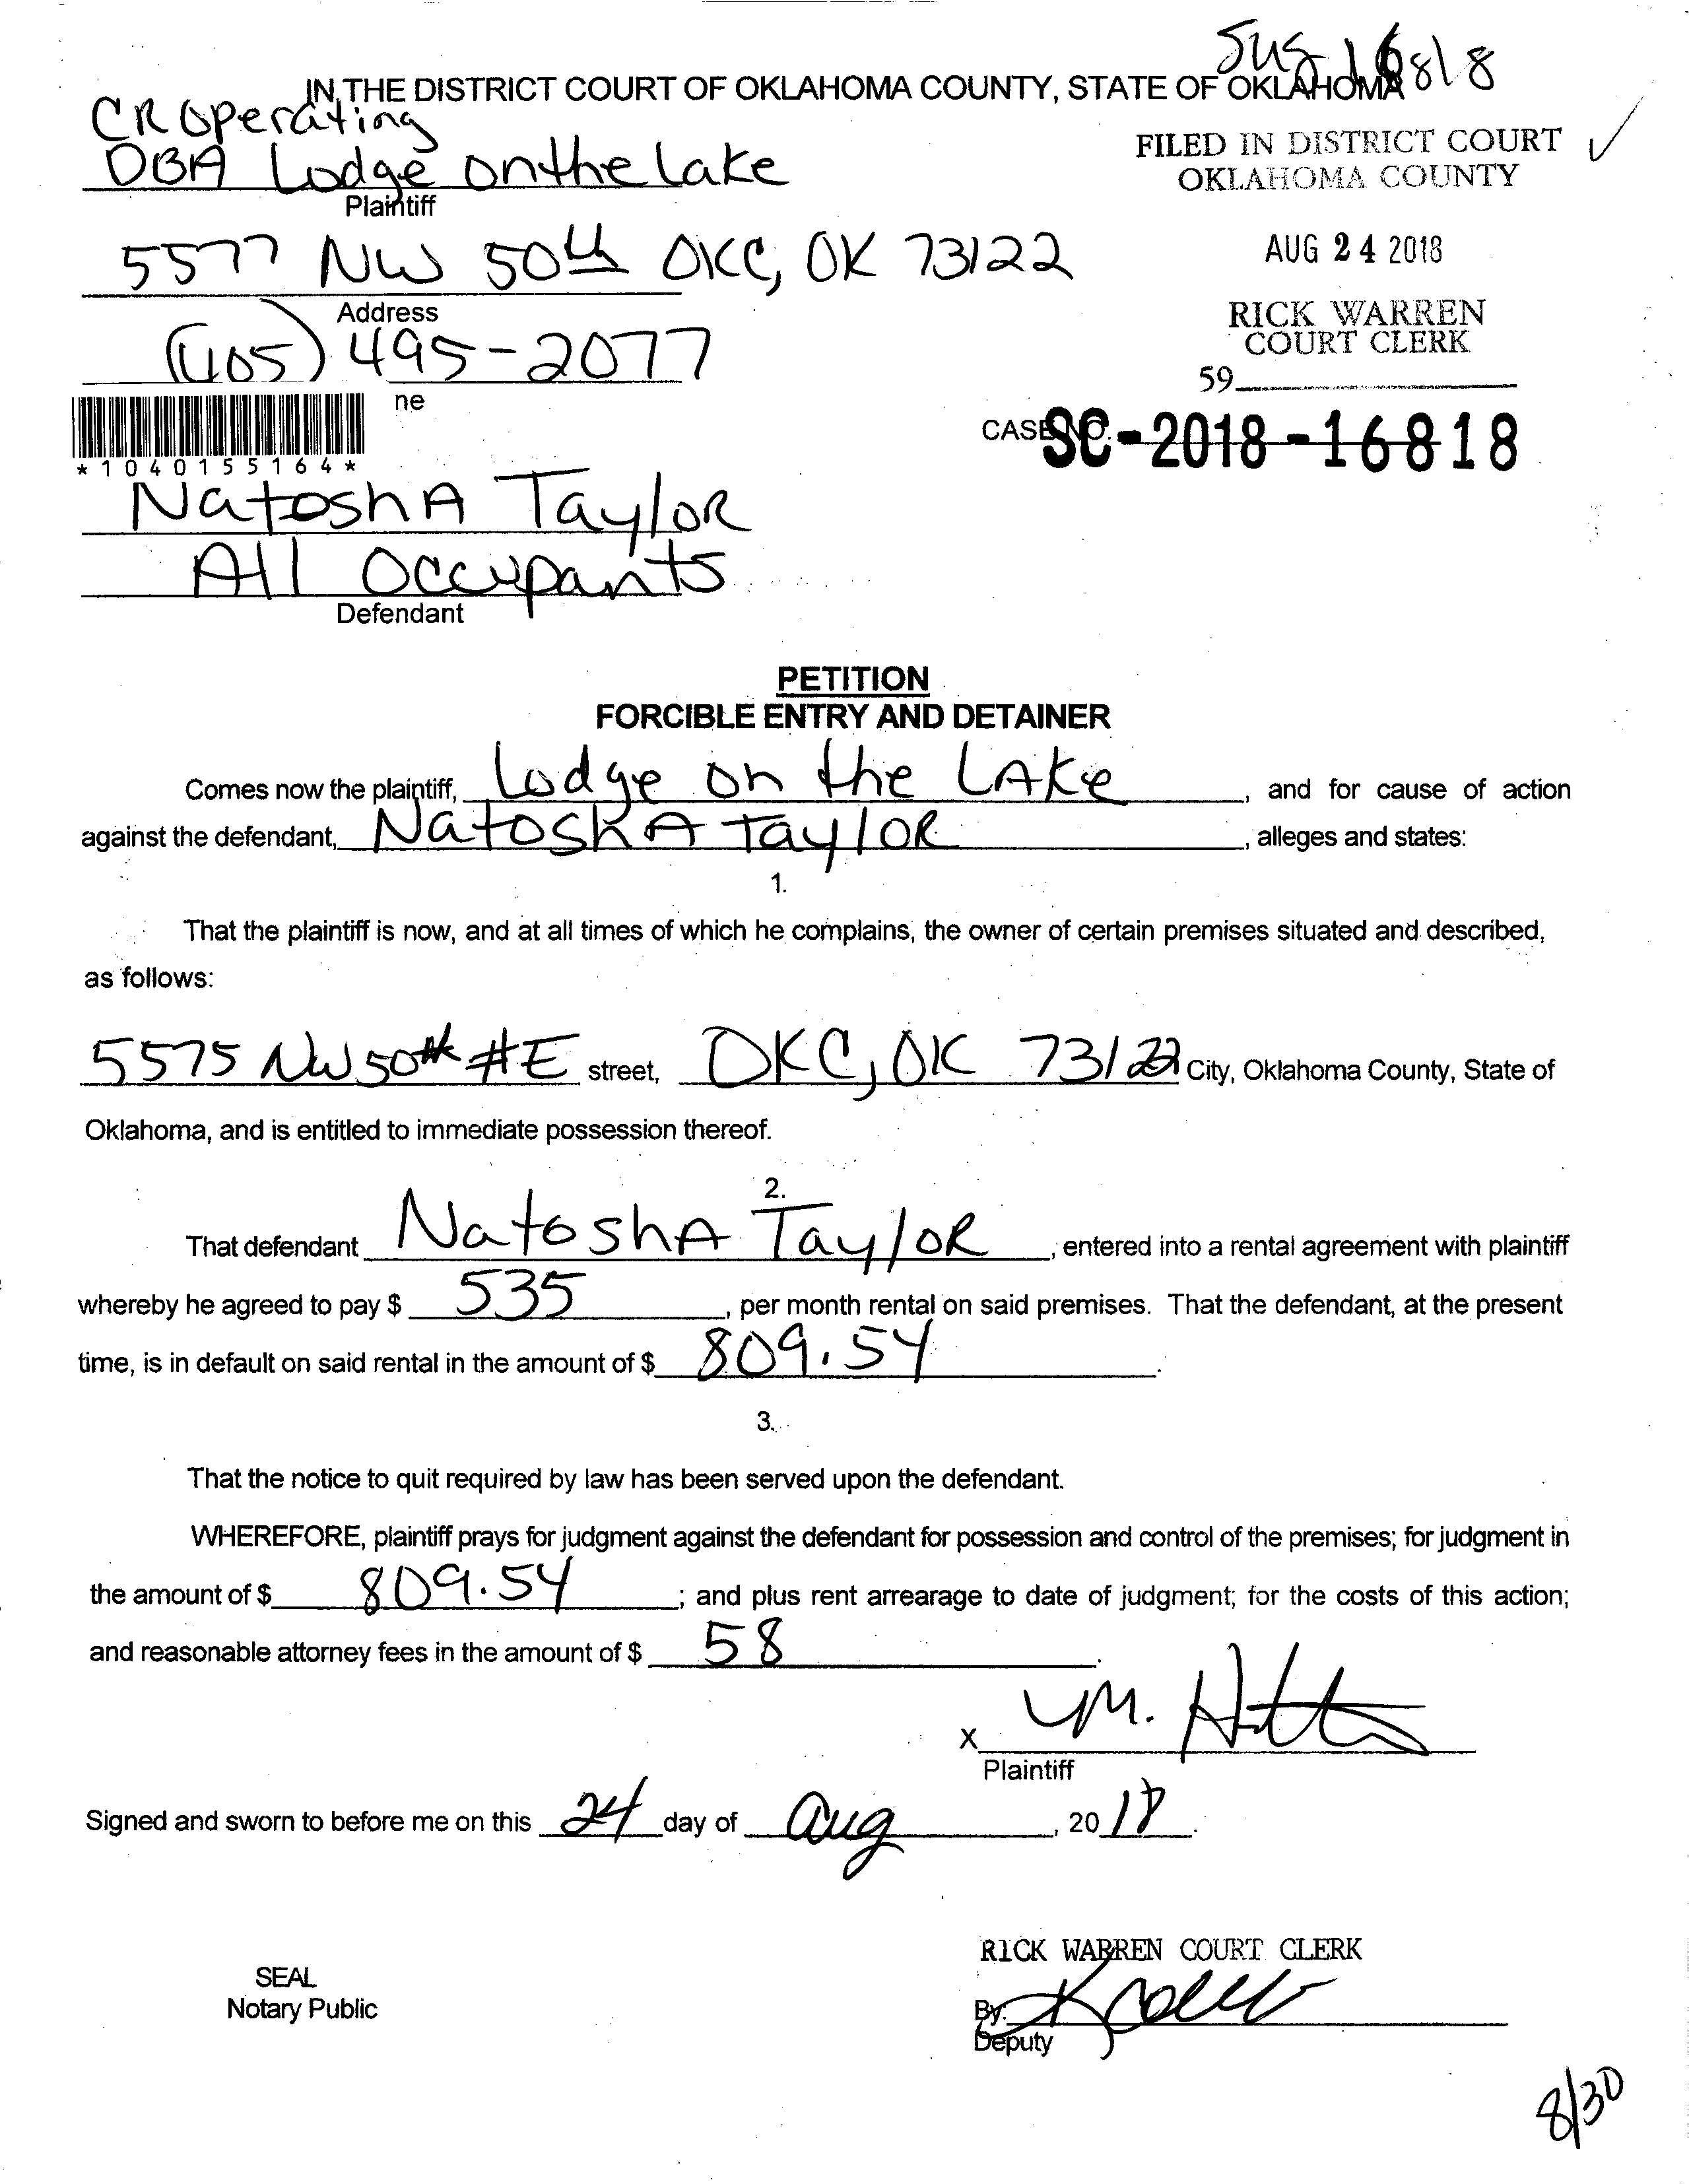 16818
IN THE DISTRICT COURT OF OKLAHOMA COUNTY, STATE OF OKLAHOMA
CR Operating
DBA Lodge on the Lake
Plaintiff
FILED IN DISTRICT COURT
OKLAHOMA COUNTY
5577 NW 50th OKC, OK 73122
Address
AUG 24 2018
RICK WARREN
COURT CLERK
(405) 495-2077
ne
59
CASE NO. SC-2018-16818
*1040155164*
NatoshA TayloR
All Occupants
Defendant
PETITION
FORCIBLE ENTRY AND DETAINER
Comes now the plaintiff, Lodge on the LAke, and for cause of action
against the defendant, NatoshA TayloR, alleges and states:
1.
That the plaintiff is now, and at all times of which he complains, the owner of certain premises situated and described,
as follows:
5575 NW 50th #E street, OKC, OK 73122 City, Oklahoma County, State of
Oklahoma, and is entitled to immediate possession thereof.
2.
That defendant NatoshA TayloR, entered into a rental agreement with plaintiff
whereby he agreed to pay $ 535, per month rental on said premises. That the defendant, at the present
time, is in default on said rental in the amount of $ 809.54.
3.
That the notice to quit required by law has been served upon the defendant.
WHEREFORE, plaintiff prays for judgment against the defendant for possession and control of the premises; for judgment in
the amount of $ 809.54; and plus rent arrearage to date of judgment; for the costs of this action;
and reasonable attorney fees in the amount of $ 58.
X M.
Plaintiff
Signed and sworn to before me on this 24 day of Aug, 2018.
RICK WARREN COURT CLERK
SEAL
Notary Public
By:
Deputy
8/30